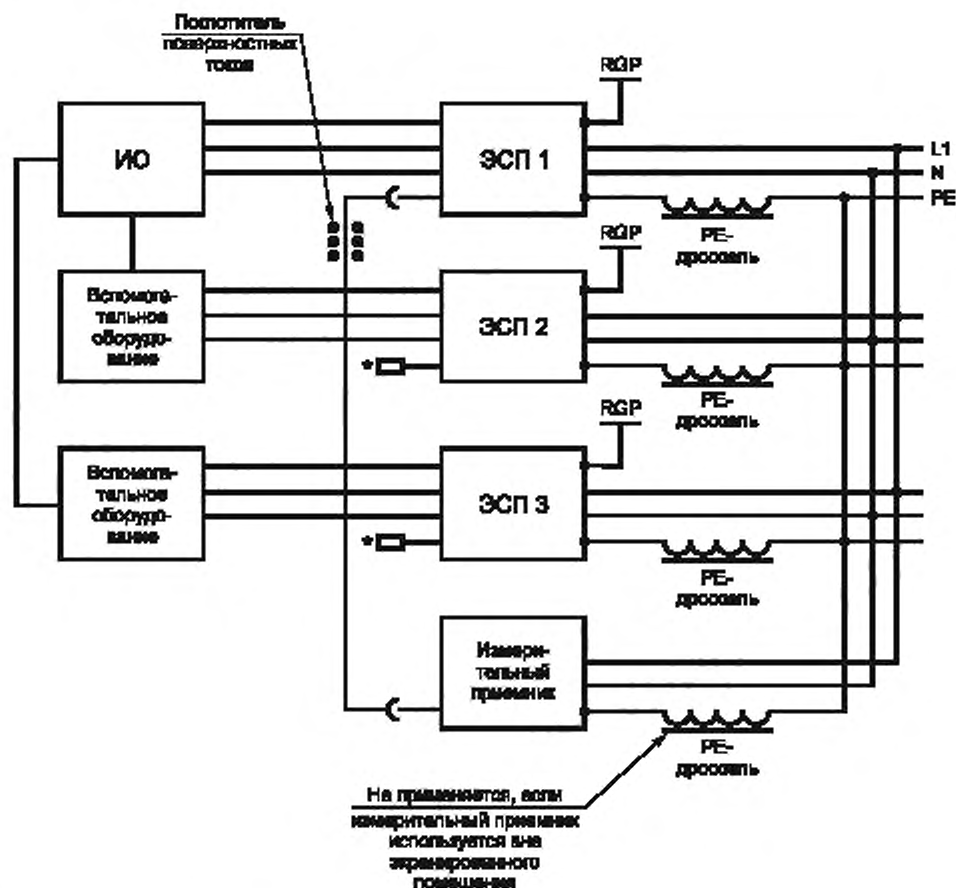 Поглотитель
поверхностных
токов
RGP
ИО
ЭСП 1
L1
N
PE
PE-
дроссель
RGP
Вспомога-
тельное
оборудо-
вание
ЭСП 2
*
PE-
дроссель
RGP
Вспомога-
тельное
оборудо-
вание
ЭСП 3
*
PE-
дроссель
Измери-
тельный
приемник
PE-
дроссель
Не применяется, если
измерительный приемник
используется вне
экранированного
помещения